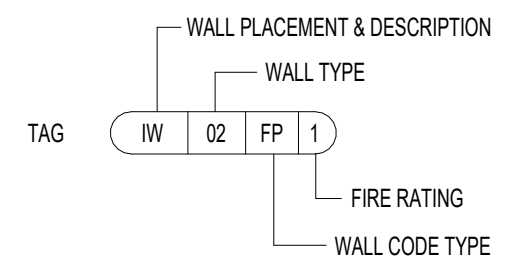 WALL PLACEMENT & DESCRIPTION
WALL TYPE
TAG IW 02 FP 1
FIRE RATING
WALL CODE TYPE